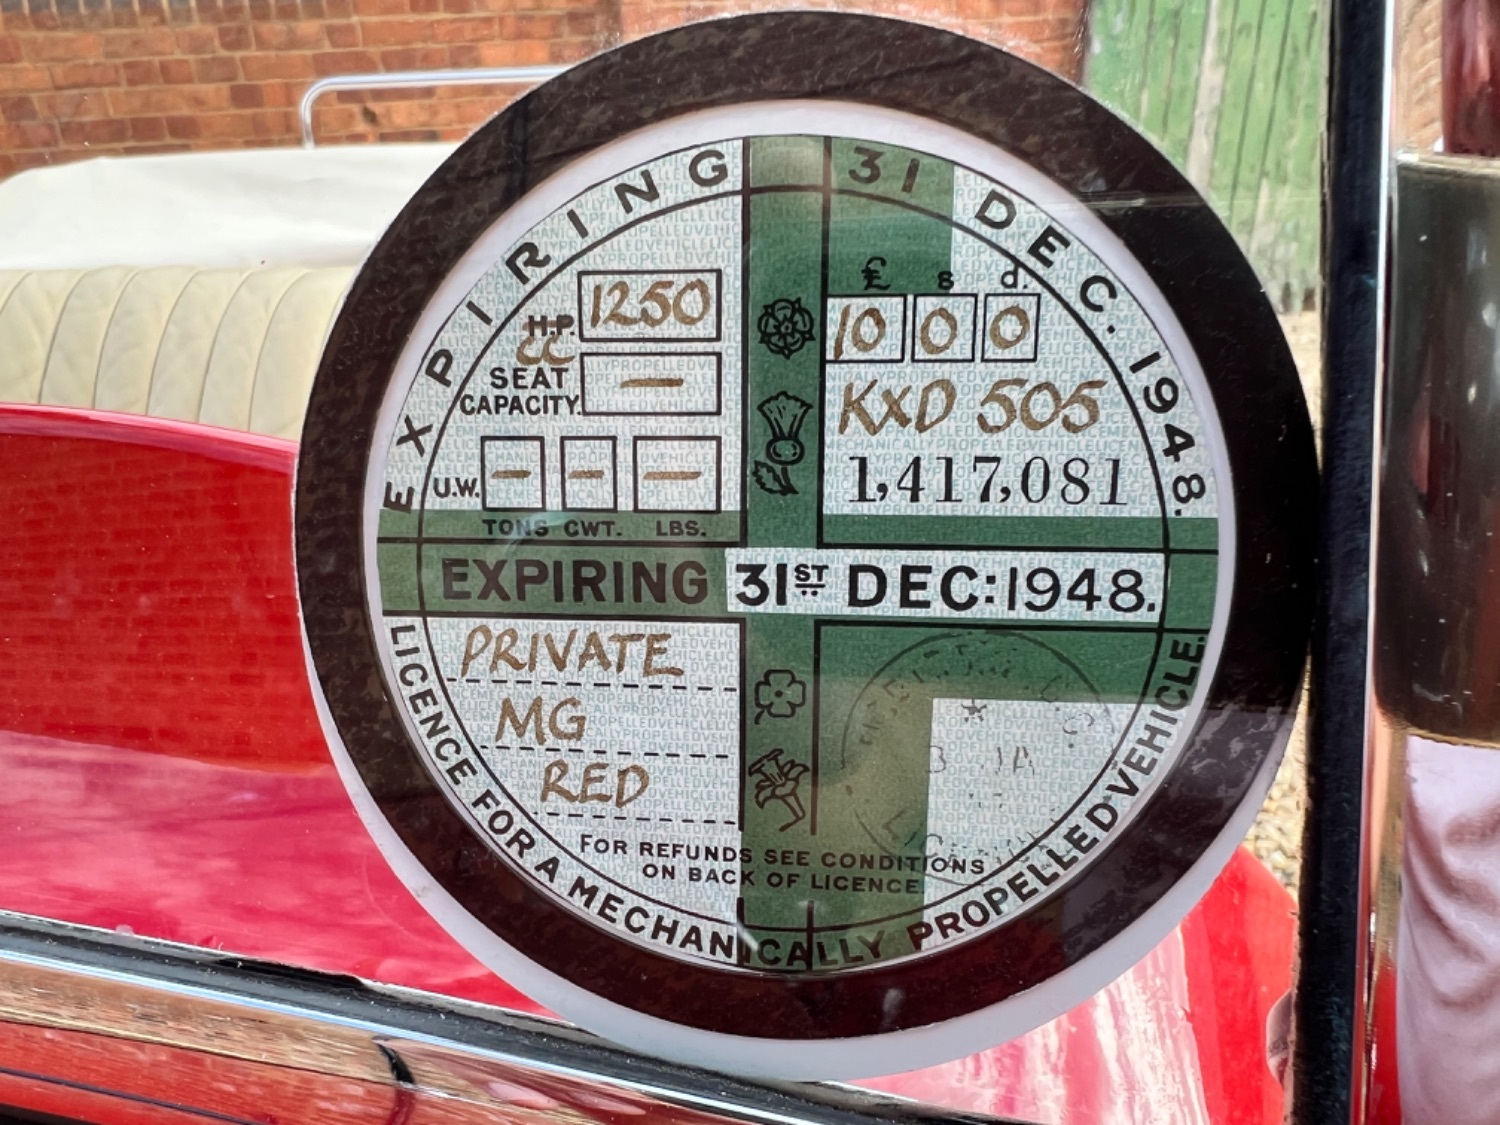 EXPIRING 31 DEC. 1948.
£ s d.
H.P. 1250
CC
10 0 0
SEAT CAPACITY. —
KXD 505
U.W. — — —
1,417,081
TONS CWT. LBS.
EXPIRING 31ST DEC:1948.
PRIVATE
MG
RED
FOR REFUNDS SEE CONDITIONS
ON BACK OF LICENCE
LICENCE FOR A MECHANICALLY PROPELLED VEHICLE.